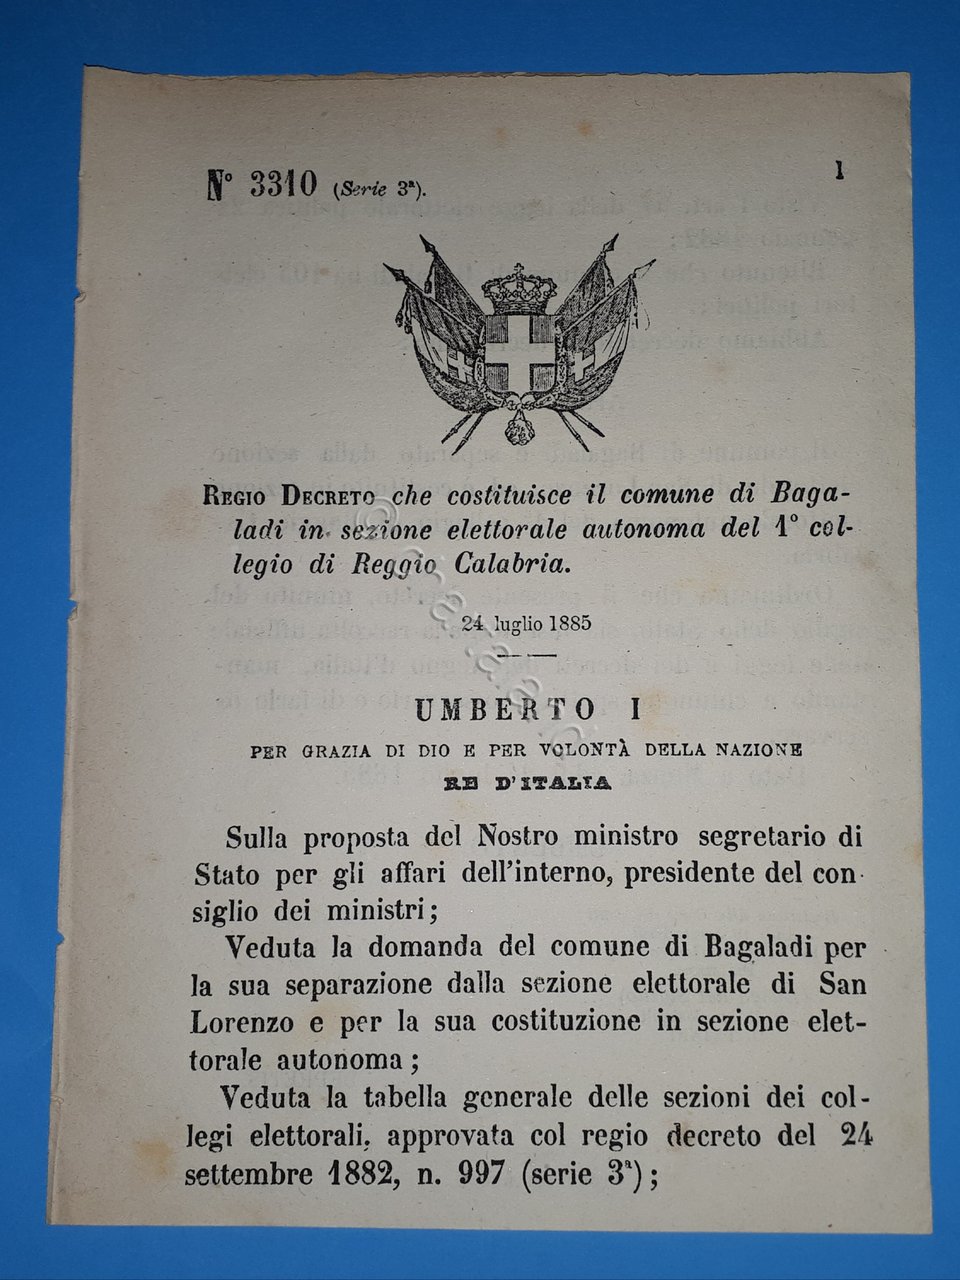 Nº 3310 (Serie 3ª).
1
REGIO DECRETO che costituisce il comune di Baga-
ladi in sezione elettorale autonoma del 1º col-
legio di Reggio Calabria.
24 luglio 1885
UMBERTO I
PER GRAZIA DI DIO E PER VOLONTÀ DELLA NAZIONE
RE D'ITALIA
Sulla proposta del Nostro ministro segretario di
Stato per gli affari dell'interno, presidente del con-
siglio dei ministri;
Veduta la domanda del comune di Bagaladi per
la sua separazione dalla sezione elettorale di San
Lorenzo e per la sua costituzione in sezione elet-
torale autonoma;
Veduta la tabella generale delle sezioni dei col-
legi elettorali, approvata col regio decreto del 24
settembre 1882, n. 997 (serie 3ª);